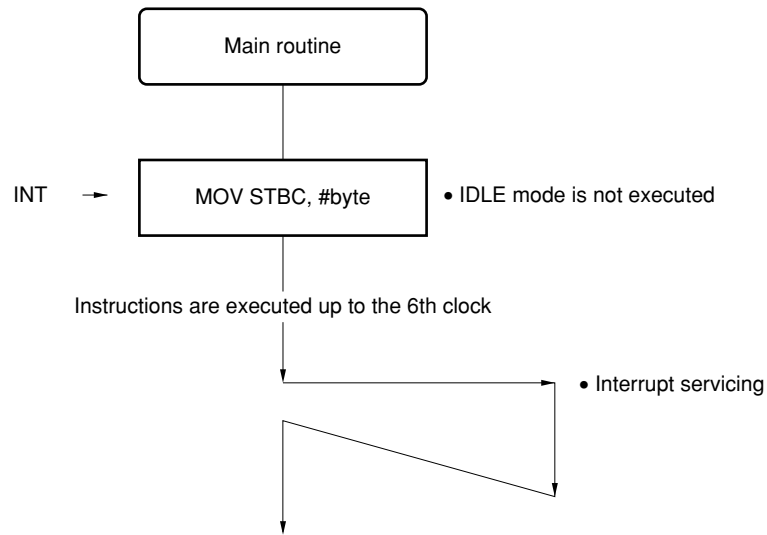 Main routine
INT → MOV STBC, #byte • IDLE mode is not executed
Instructions are executed up to the 6th clock
• Interrupt servicing